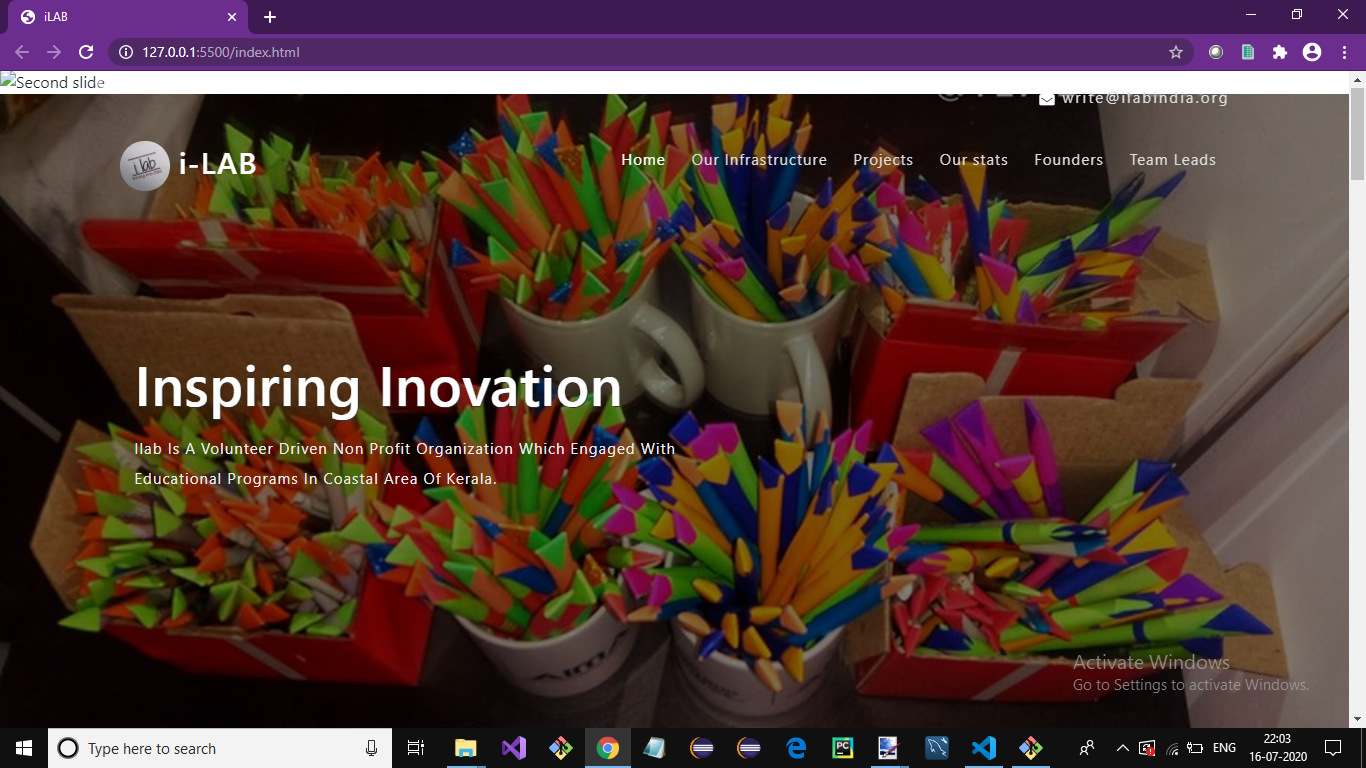 iLAB
127.0.0.1:5500/index.html
Second slide
write@ilabindia.org
i-LAB
Home Our Infrastructure Projects Our stats Founders Team Leads
Inspiring Inovation
Ilab Is A Volunteer Driven Non Profit Organization Which Engaged With
Educational Programs In Coastal Area Of Kerala.
Activate Windows
Go to Settings to activate Windows.
Type here to search
PC
ENG
22:03
16-07-2020